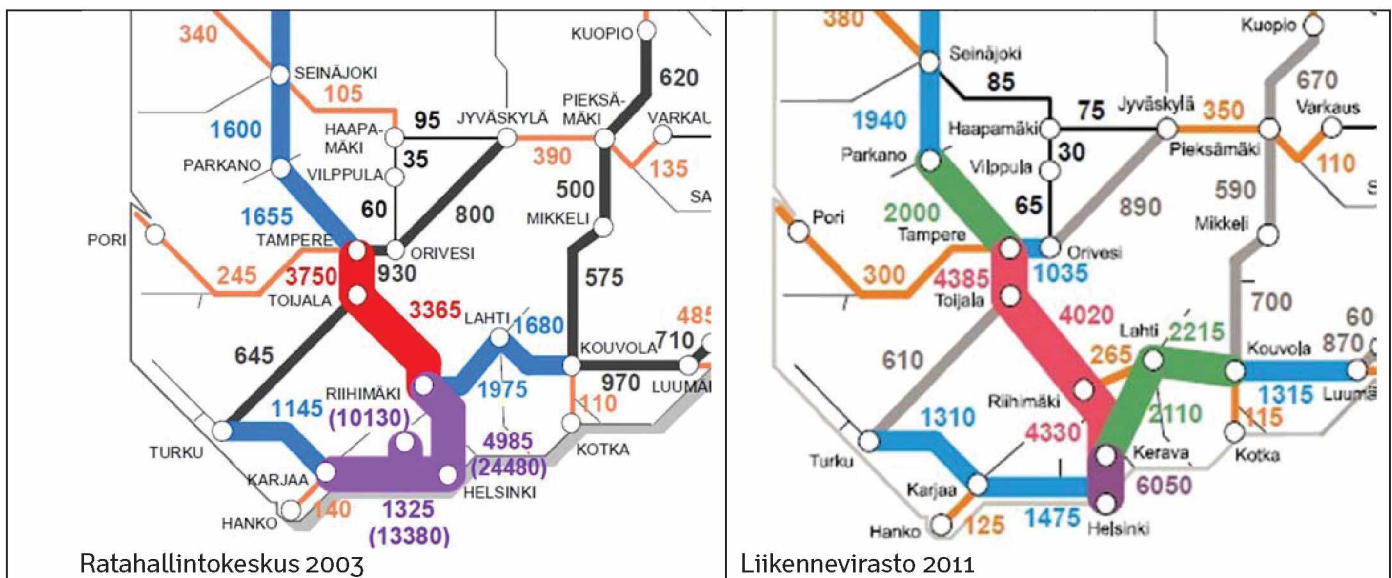 340
KUOPIO
SEINÄJOKI
620
105
95
JYVÄSKYLÄ
PIEKSÄ-
MÄKI
VARKAU
1600
HAAPA-
MÄKI
35
390
135
PARKANO
VILPPULA
500
SA
1655
60
800
MIKKELI
PORI
TAMPERE
ORIVESI
245
3750
930
575
TOIJALA
3365
LAHTI
1680
485
710
645
KOUVOLA
RIIHIMÄKI
1975
970
LUUMÄ
(10130)
110
1145
4985
(24480)
KOTKA
TURKU
KARJAA
HELSINKI
140
1325
HANKO
(13380)
Ratahallintokeskus 2003
380
Kuopio
Seinäjoki
85
670
75
Jyväskylä
350
Varkaus
1940
Haapamäki
30
Pieksämäki
110
Parkano
Vilppula
590
S
2000
65
890
Mikkeli
Pori
Tampere
Orivesi
300
4385
1035
Toijala
4020
700
Lahti
2215
60
610
265
Kouvola
870
Riihimäki
1315
Luumä
1310
4330
2110
115
Turku
Kerava
Kotka
Karjaa
6050
Hanko
125
1475
Helsinki
Liikennevirasto 2011